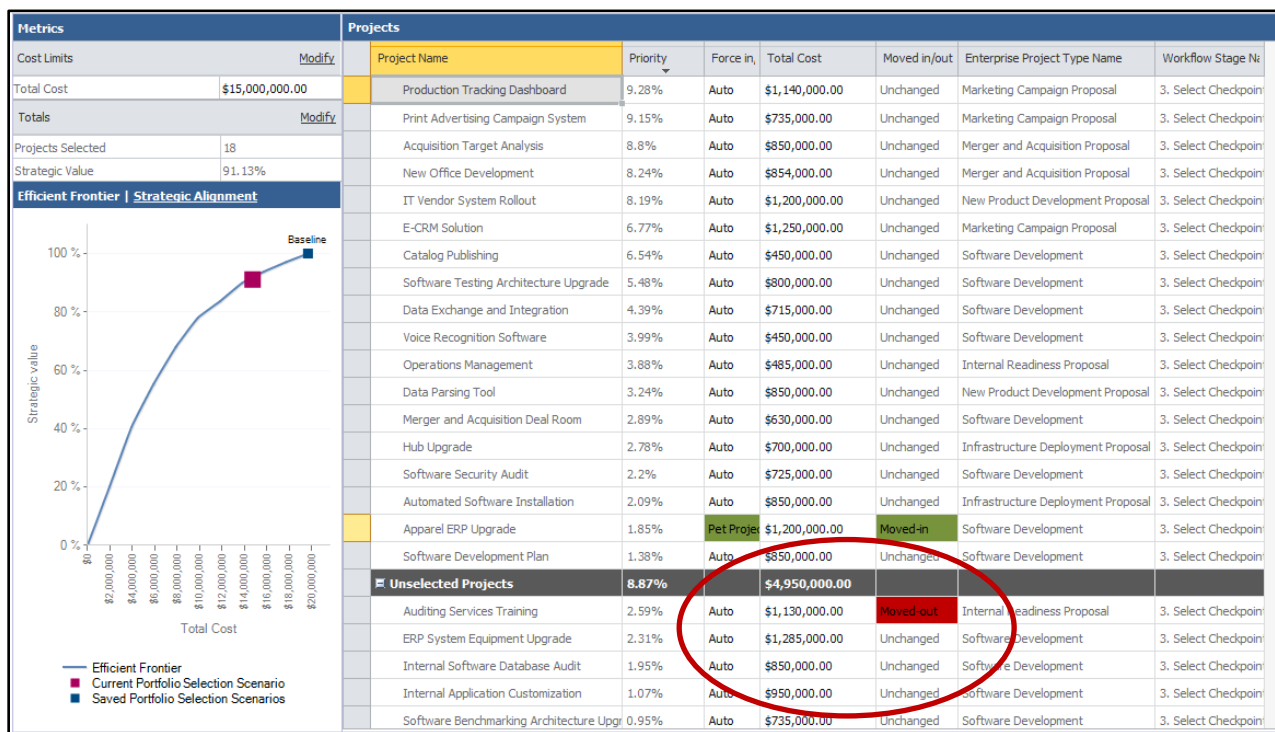 Metrics
Cost Limits Modify
Total Cost $15,000,000.00
Totals Modify
Projects Selected 18
Strategic Value 91.13%
Efficient Frontier | Strategic Alignment
Baseline
100 %
80 %
60 %
40 %
20 %
0 %
Strategic value
$0 $2,000,000 $4,000,000 $6,000,000 $8,000,000 $10,000,000 $12,000,000 $14,000,000 $16,000,000 $18,000,000 $20,000,000
Total Cost
Efficient Frontier
Current Portfolio Selection Scenario
Saved Portfolio Selection Scenarios
Projects
Project Name Priority Force in, Total Cost Moved in/out Enterprise Project Type Name Workflow Stage Na
Production Tracking Dashboard 9.28% Auto $1,140,000.00 Unchanged Marketing Campaign Proposal 3. Select Checkpoin
Print Advertising Campaign System 9.15% Auto $735,000.00 Unchanged Marketing Campaign Proposal 3. Select Checkpoin
Acquisition Target Analysis 8.8% Auto $850,000.00 Unchanged Merger and Acquisition Proposal 3. Select Checkpoin
New Office Development 8.24% Auto $854,000.00 Unchanged Merger and Acquisition Proposal 3. Select Checkpoin
IT Vendor System Rollout 8.19% Auto $1,200,000.00 Unchanged New Product Development Proposal 3. Select Checkpoin
E-CRM Solution 6.77% Auto $1,250,000.00 Unchanged Marketing Campaign Proposal 3. Select Checkpoin
Catalog Publishing 6.54% Auto $450,000.00 Unchanged Software Development 3. Select Checkpoin
Software Testing Architecture Upgrade 5.48% Auto $800,000.00 Unchanged Software Development 3. Select Checkpoin
Data Exchange and Integration 4.39% Auto $715,000.00 Unchanged Software Development 3. Select Checkpoin
Voice Recognition Software 3.99% Auto $450,000.00 Unchanged Software Development 3. Select Checkpoin
Operations Management 3.88% Auto $485,000.00 Unchanged Internal Readiness Proposal 3. Select Checkpoin
Data Parsing Tool 3.24% Auto $850,000.00 Unchanged New Product Development Proposal 3. Select Checkpoin
Merger and Acquisition Deal Room 2.89% Auto $630,000.00 Unchanged Software Development 3. Select Checkpoin
Hub Upgrade 2.78% Auto $700,000.00 Unchanged Infrastructure Deployment Proposal 3. Select Checkpoin
Software Security Audit 2.2% Auto $725,000.00 Unchanged Software Development 3. Select Checkpoin
Automated Software Installation 2.09% Auto $850,000.00 Unchanged Infrastructure Deployment Proposal 3. Select Checkpoin
Apparel ERP Upgrade 1.85% Pet Projec $1,200,000.00 Moved-in Software Development 3. Select Checkpoin
Software Development Plan 1.38% Auto $850,000.00 Unchanged Software Development 3. Select Checkpoin
Unselected Projects 8.87% $4,950,000.00
Auditing Services Training 2.59% Auto $1,130,000.00 Moved-out Internal Readiness Proposal 3. Select Checkpoin
ERP System Equipment Upgrade 2.31% Auto $1,285,000.00 Unchanged Software Development 3. Select Checkpoin
Internal Software Database Audit 1.95% Auto $850,000.00 Unchanged Software Development 3. Select Checkpoin
Internal Application Customization 1.07% Auto $950,000.00 Unchanged Software Development 3. Select Checkpoin
Software Benchmarking Architecture Upgr 0.95% Auto $735,000.00 Unchanged Software Development 3. Select Checkpoin